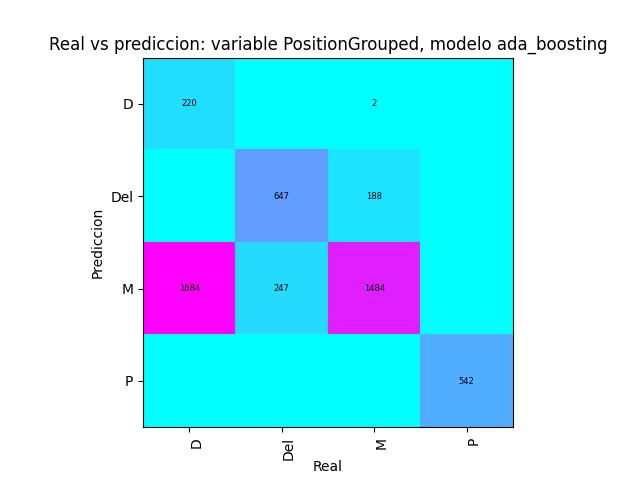 Real vs prediccion: variable PositionGrouped, modelo ada_boosting
D
220
2
Del
647
188
Prediccion
M
1684
247
1484
P
542
D
Del
M
P
Real